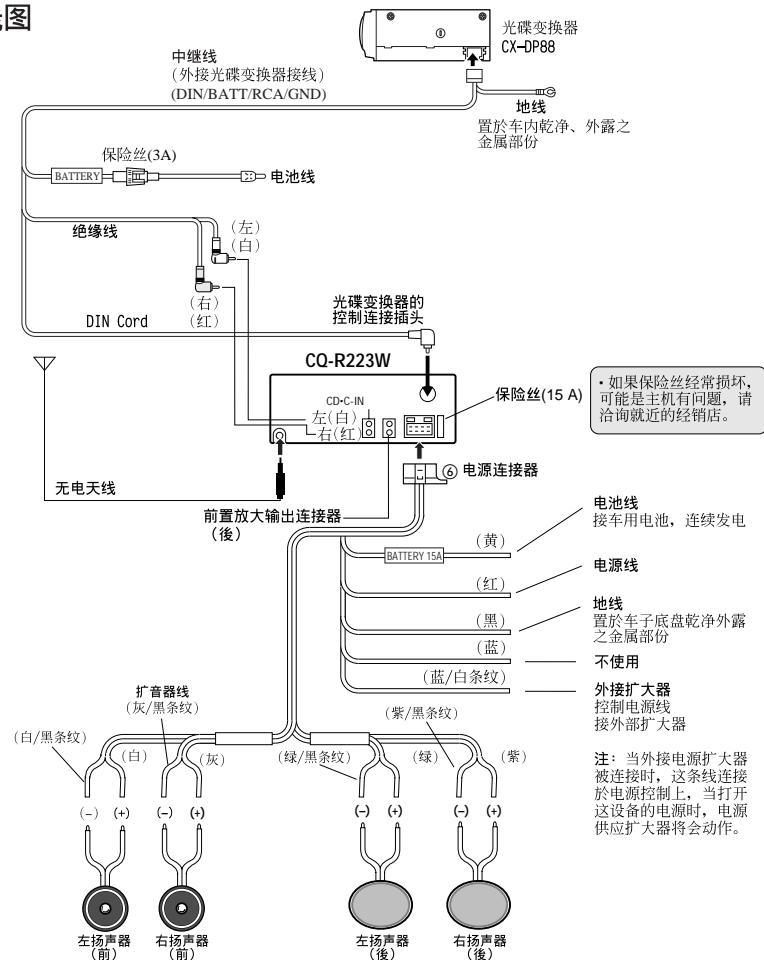 线图
光碟变换器
CX-DP88
中继线
（外接光碟变换器接线）
(DIN/BATT/RCA/GND)
地线
置於车内乾净、外露之
金属部份
保险丝(3A)
BATTERY
电池线
绝缘线
（左）
（白）
（右）
（红）
DIN Cord
光碟变换器的
控制连接插头
CQ-R223W
CD•C-IN
左(白)
右(红)
保险丝(15 A)
・如果保险丝经常损坏，
可能是主机有问题，请
洽询就近的经销店。
无电天线
⑥ 电源连接器
前置放大输出连接器
（後）
（黄）
BATTERY 15A
电池线
接车用电池，连续发电
（红）
电源线
（黑）
地线
置於车子底盘乾净外露
之金属部份
（蓝）
不使用
（蓝/白条纹）
外接扩大器
控制电源线
接外部扩大器
注：当外接电源扩大器
被连接时，这条线连接
於电源控制上，当打开
这设备的电源时，电源
供应扩大器将会动作。
扩音器线
（灰/黑条纹）
（白/黑条纹）
（白）
（灰）
（绿/黑条纹）
（紫/黑条纹）
（绿）
（紫）
(-) (+) (-) (+) (-) (+) (-) (+)
左扬声器
（前）
右扬声器
（前）
左扬声器
（後）
右扬声器
（後）